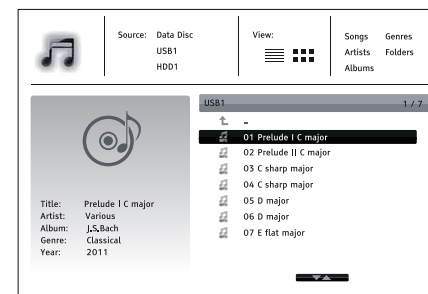 Source: Data Disc
USB1
HDD1
View:
Songs Genres
Artists Folders
Albums
USB1 1 / 7
01 Prelude I C major
02 Prelude II C major
03 C sharp major
04 C sharp major
05 D major
06 D major
07 E flat major
Title: Prelude I C major
Artist: Various
Album: J.S.Bach
Genre: Classical
Year: 2011